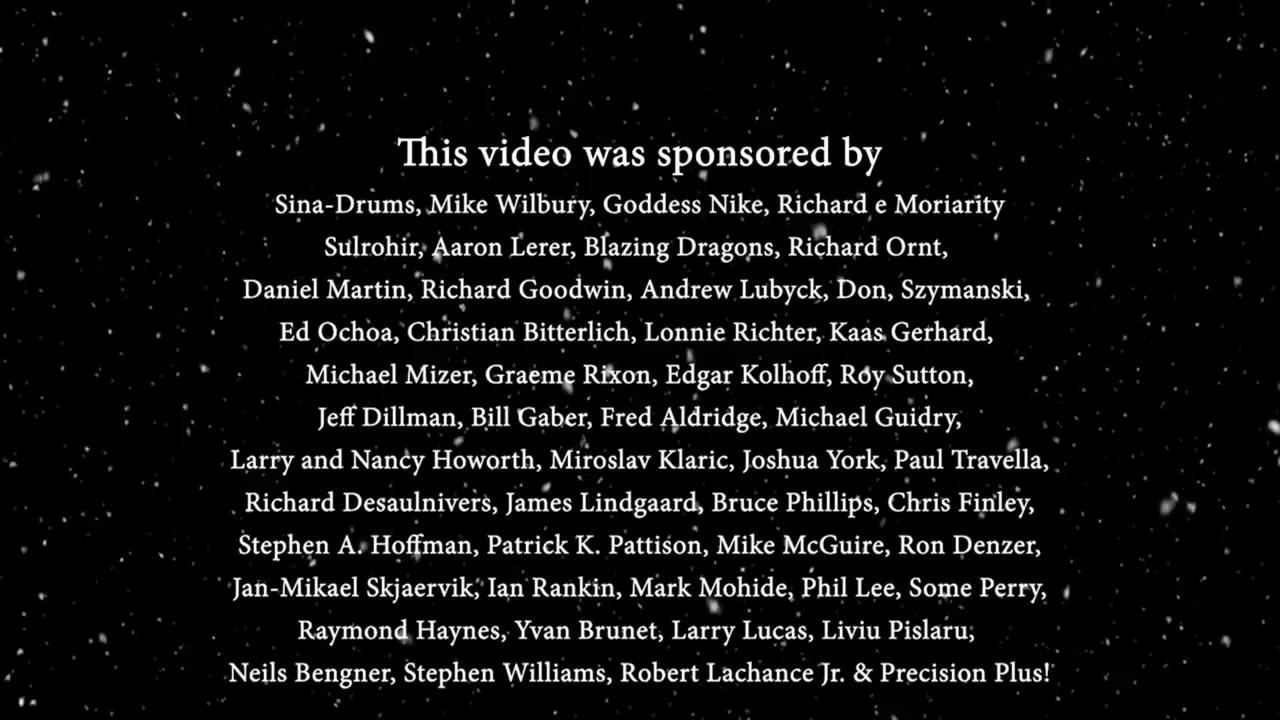 This video was sponsored by
Sina-Drums, Mike Wilbury, Goddess Nike, Richard e Moriarity
Sulrohir, Aaron Lerer, Blazing Dragons, Richard Ornt,
Daniel Martin, Richard Goodwin, Andrew Lubyck, Don, Szymanski,
Ed Ochoa, Christian Bitterlich, Lonnie Richter, Kaas Gerhard,
Michael Mizer, Graeme Rixon, Edgar Kolhoff, Roy Sutton,
Jeff Dillman, Bill Gaber, Fred Aldridge, Michael Guidry,
Larry and Nancy Howorth, Miroslav Klaric, Joshua York, Paul Travella,
Richard Desaulnivers, James Lindgaard, Bruce Phillips, Chris Finley,
Stephen A. Hoffman, Patrick K. Pattison, Mike McGuire, Ron Denzer,
Jan-Mikael Skjaervik, Ian Rankin, Mark Mohide, Phil Lee, Some Perry,
Raymond Haynes, Yvan Brunet, Larry Lucas, Liviu Pislaru,
Neils Bengner, Stephen Williams, Robert Lachance Jr. & Precision Plus!